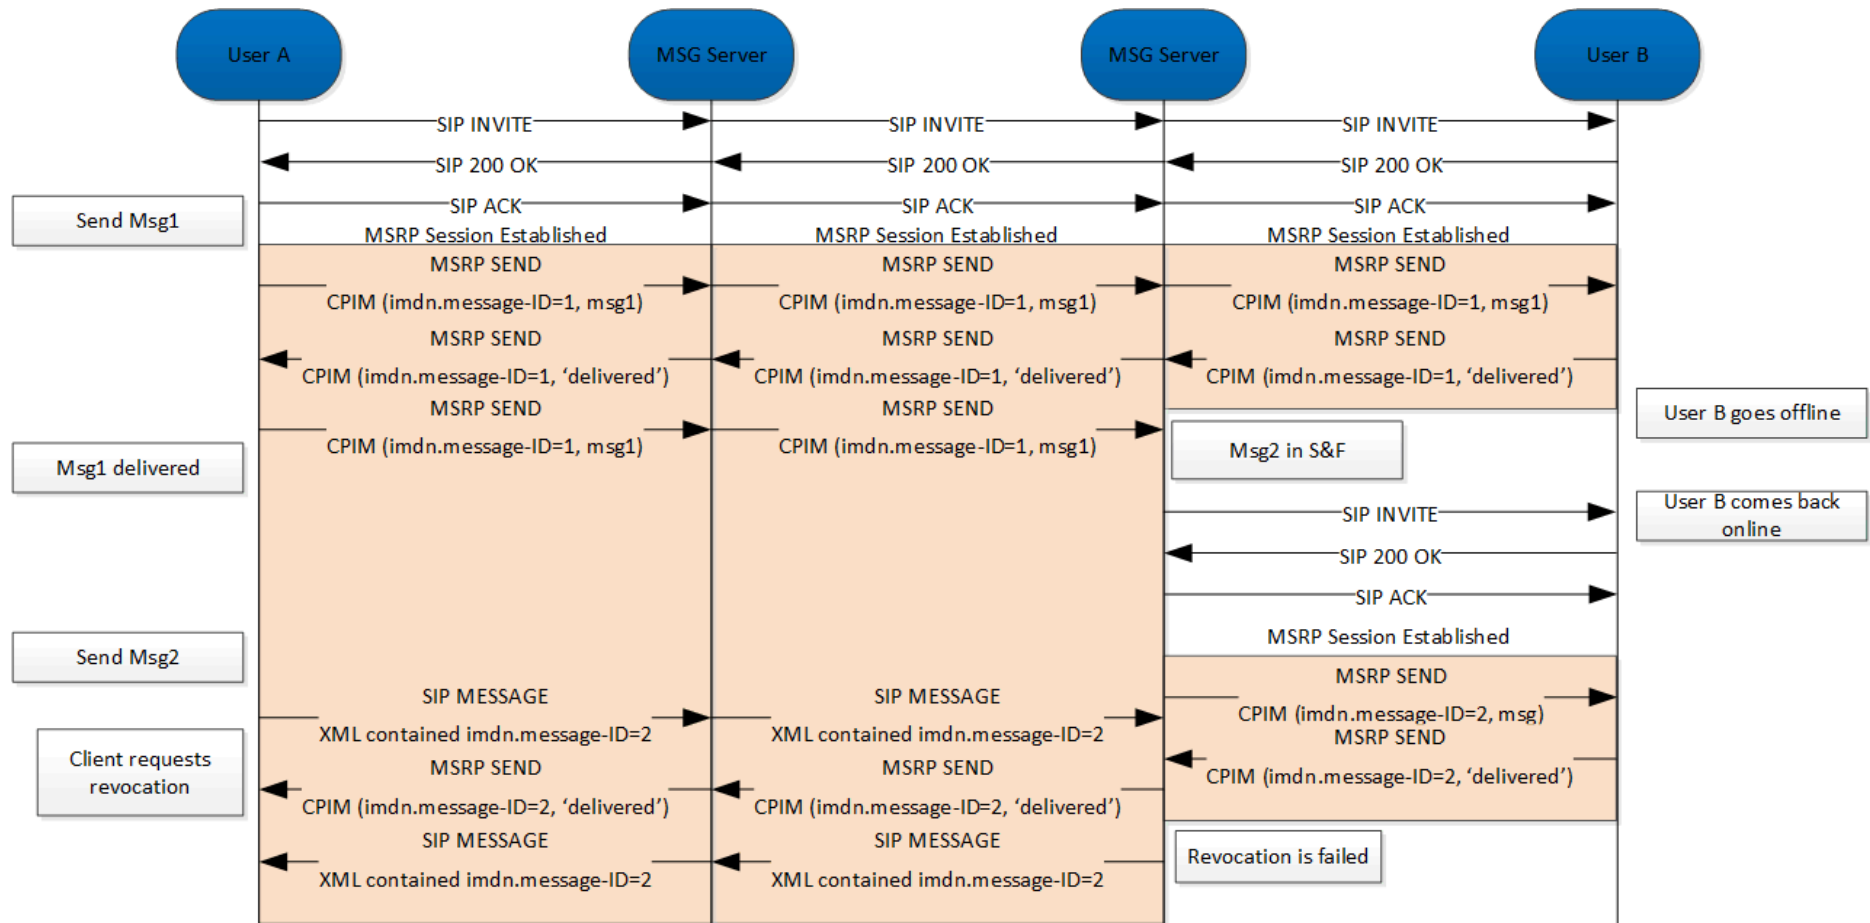 User A
MSG Server
MSG Server
User B
SIP INVITE
SIP INVITE
SIP INVITE
SIP 200 OK
SIP 200 OK
SIP 200 OK
Send Msg1
SIP ACK
SIP ACK
SIP ACK
MSRP Session Established
MSRP Session Established
MSRP Session Established
MSRP SEND
MSRP SEND
MSRP SEND
CPIM (imdn.message-ID=1, msg1)
CPIM (imdn.message-ID=1, msg1)
CPIM (imdn.message-ID=1, msg1)
MSRP SEND
MSRP SEND
MSRP SEND
CPIM (imdn.message-ID=1, ‘delivered’)
CPIM (imdn.message-ID=1, ‘delivered’)
CPIM (imdn.message-ID=1, ‘delivered’)
MSRP SEND
MSRP SEND
User B goes offline
CPIM (imdn.message-ID=1, msg1)
CPIM (imdn.message-ID=1, msg1)
Msg2 in S&F
Msg1 delivered
SIP INVITE
User B comes back
online
SIP 200 OK
SIP ACK
MSRP Session Established
Send Msg2
MSRP SEND
SIP MESSAGE
SIP MESSAGE
CPIM (imdn.message-ID=2, msg)
XML contained imdn.message-ID=2
XML contained imdn.message-ID=2
MSRP SEND
Client requests
revocation
MSRP SEND
MSRP SEND
CPIM (imdn.message-ID=2, ‘delivered’)
CPIM (imdn.message-ID=2, ‘delivered’)
CPIM (imdn.message-ID=2, ‘delivered’)
SIP MESSAGE
SIP MESSAGE
Revocation is failed
XML contained imdn.message-ID=2
XML contained imdn.message-ID=2